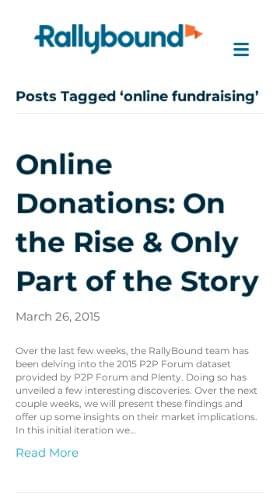 Rallybound
Posts Tagged ‘online fundraising’
Online
Donations: On
the Rise & Only
Part of the Story
March 26, 2015
Over the last few weeks, the RallyBound team has
been delving into the 2015 P2P Forum dataset
provided by P2P Forum and Plenty. Doing so has
unveiled a few interesting discoveries. Over the next
couple weeks, we will present these findings and
offer up some insights on their market implications.
In this initial iteration we…
Read More